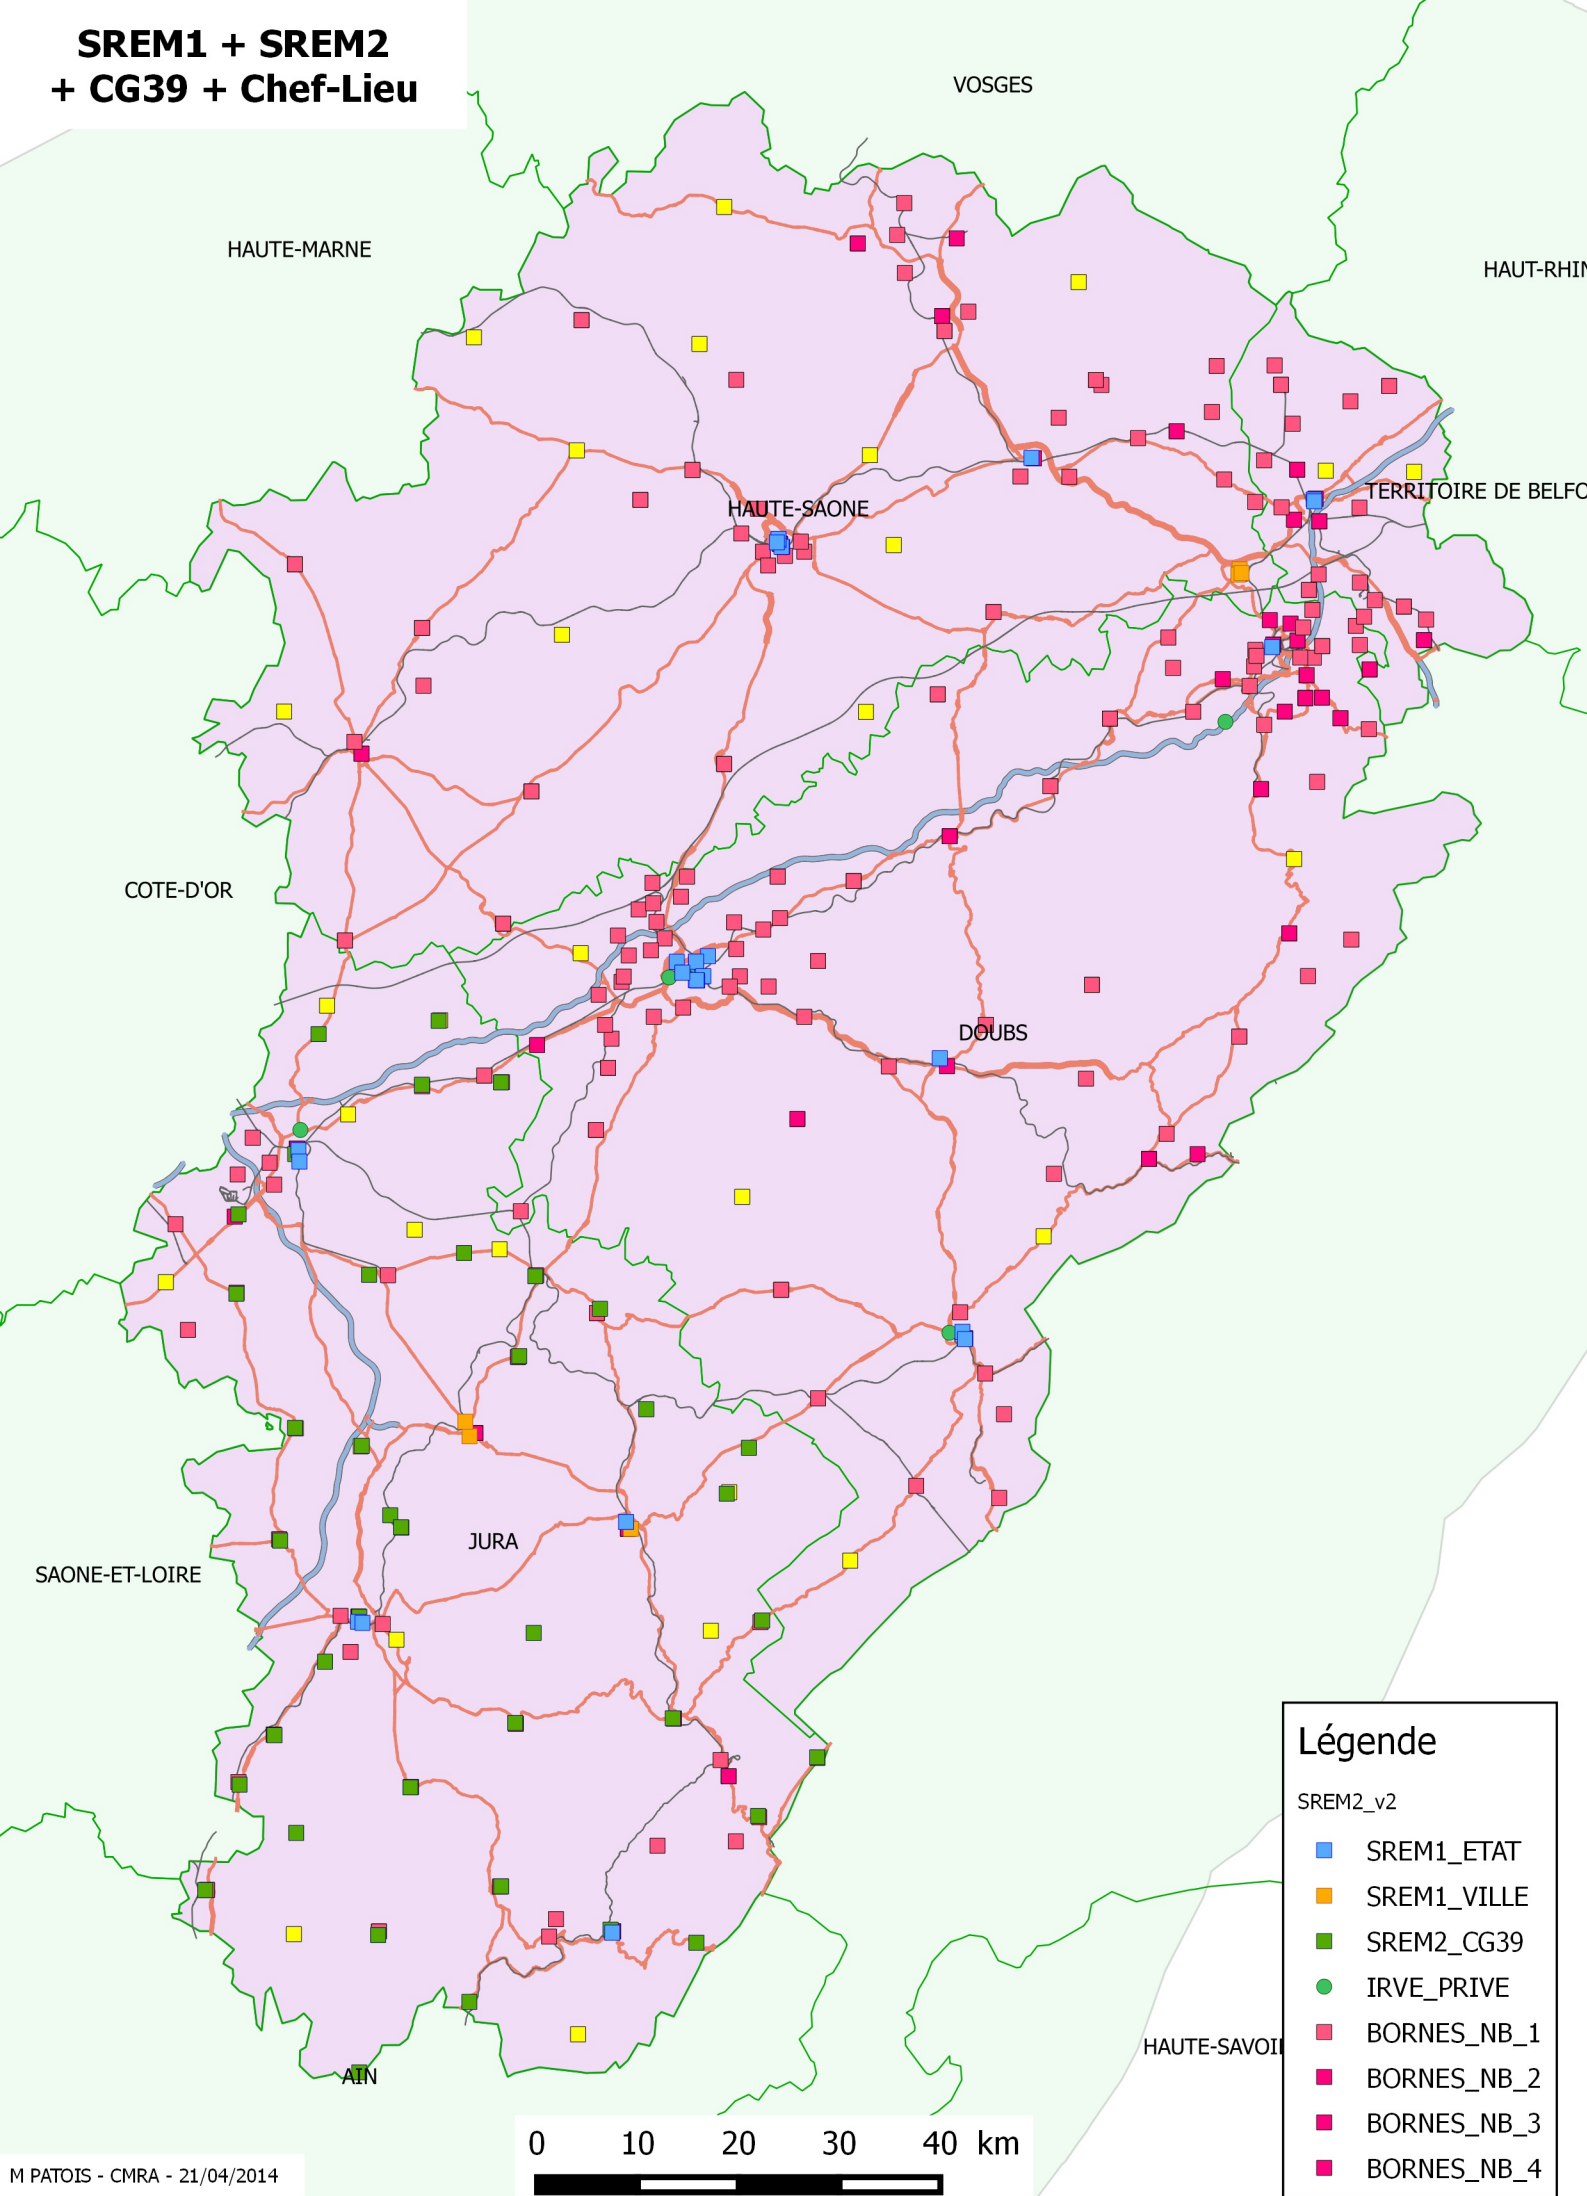 SREM1 + SREM2
+ CG39 + Chef-Lieu
VOSGES
HAUTE-MARNE
HAUT-RHIN
TERRITOIRE DE BELFO
HAUTE-SAONE
COTE-D'OR
DOUBS
JURA
SAONE-ET-LOIRE
Légende
SREM2_v2
SREM1_ETAT
SREM1_VILLE
SREM2_CG39
IRVE_PRIVE
BORNES_NB_1
HAUTE-SAVOI
AIN
BORNES_NB_2
BORNES_NB_3
BORNES_NB_4
0 10 20 30 40 km
M PATOIS - CMRA - 21/04/2014